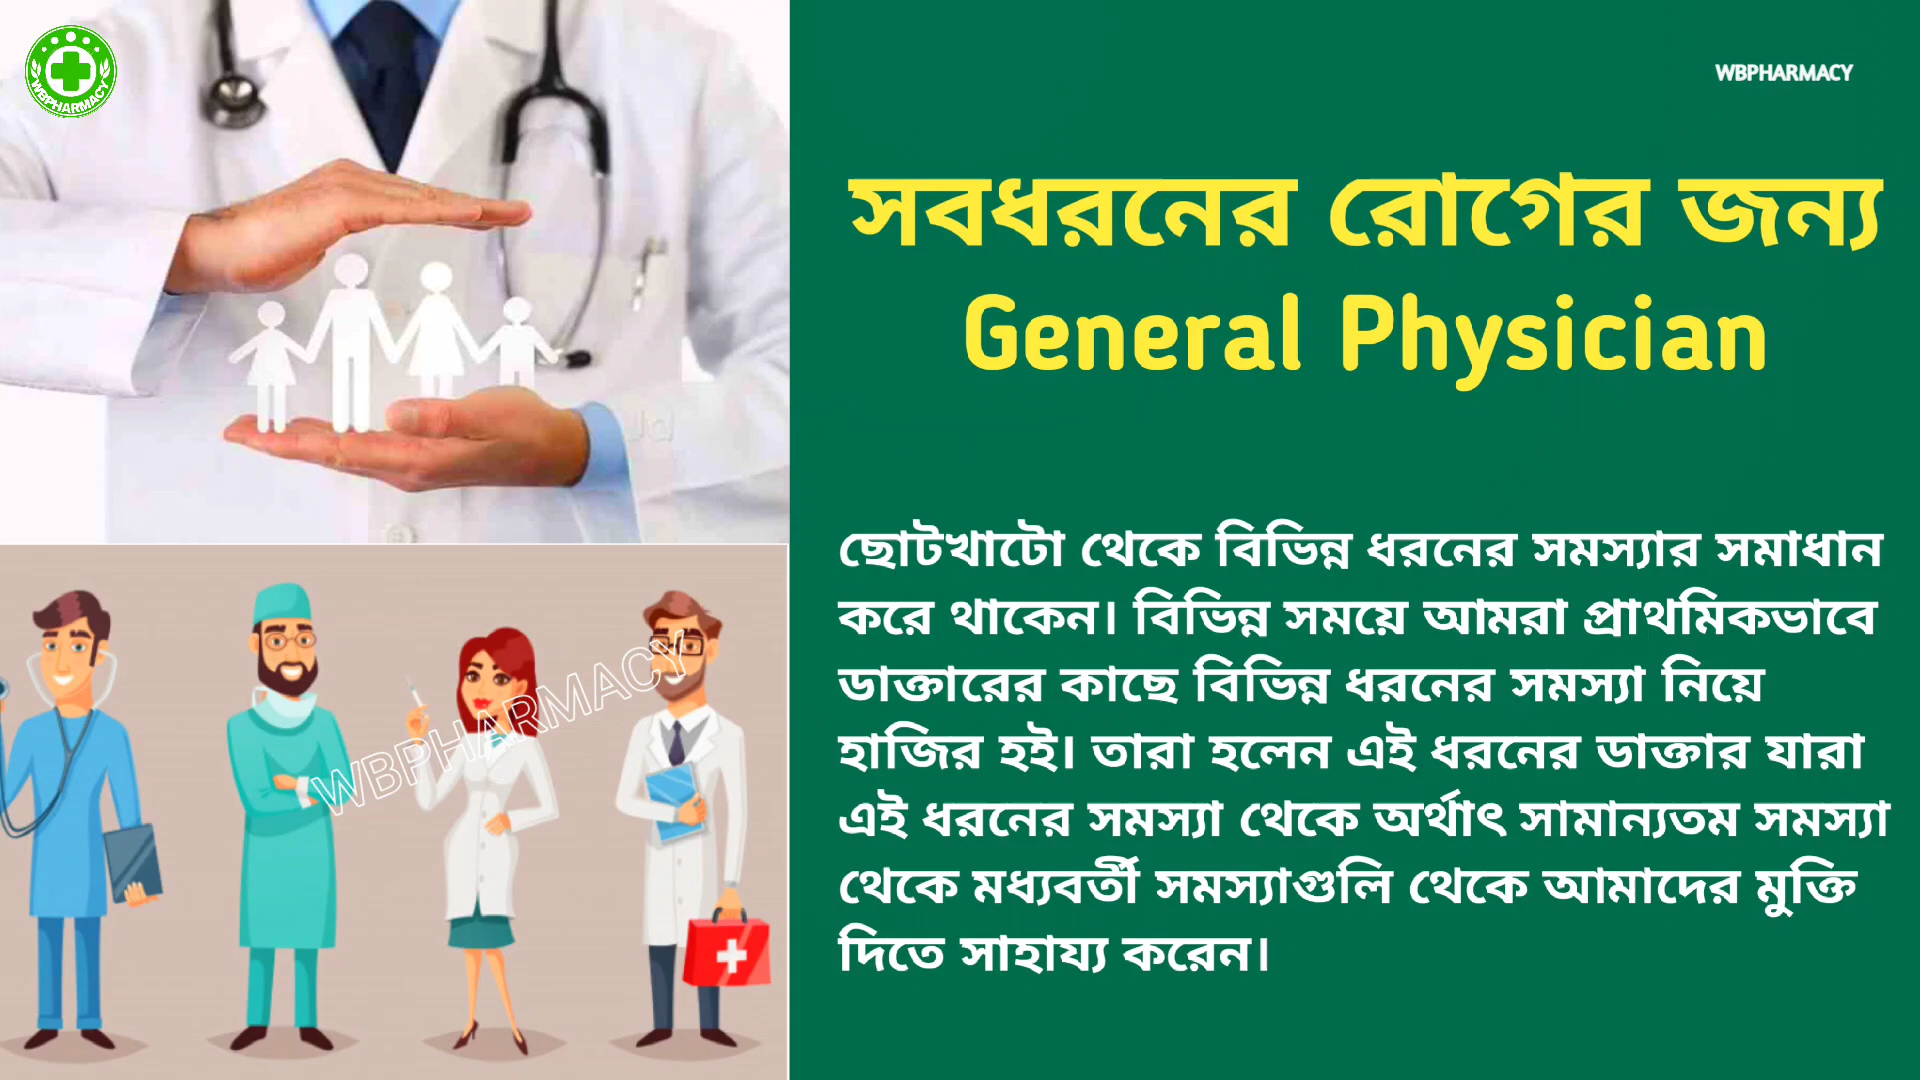 WBPHARMACY
WBPHARMACY
সবধরনের রোগের জন্য
General Physician
ছোটখাটো থেকে বিভিন্ন ধরনের সমস্যার সমাধান
করে থাকেন। বিভিন্ন সময়ে আমরা প্রাথমিকভাবে
ডাক্তারের কাছে বিভিন্ন ধরনের সমস্যা নিয়ে
হাজির হই। তারা হলেন এই ধরনের ডাক্তার যারা
এই ধরনের সমস্যা থেকে অর্থাৎ সামান্যতম সমস্যা
থেকে মধ্যবর্তী সমস্যাগুলি থেকে আমাদের মুক্তি
দিতে সাহায্য করেন।
WBPHARMACY